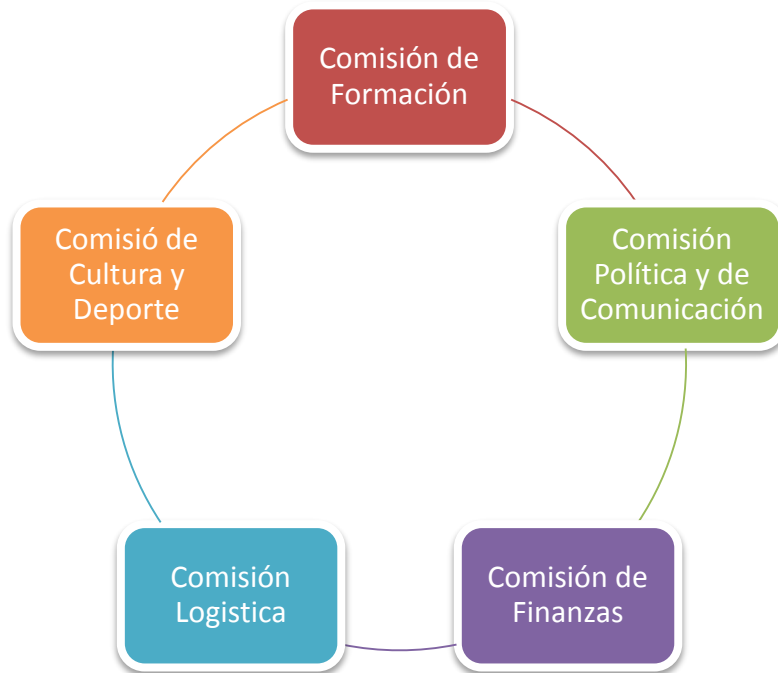 Comisión de
Formación
Comisión
Política y de
Comunicación
Comisión de
Finanzas
Comisión
Logistica
Comisió de
Cultura y
Deporte